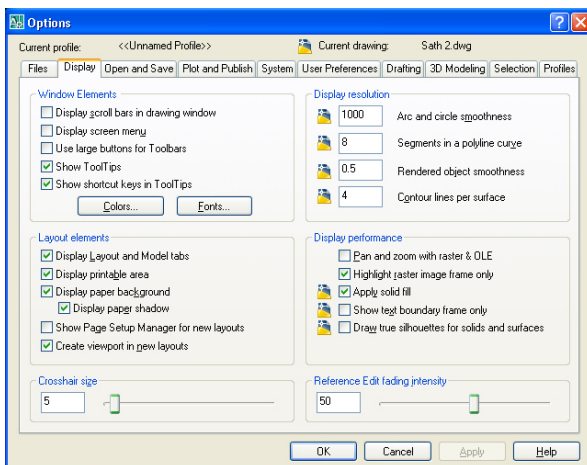 Options
Current profile: <<Unnamed Profile>> Current drawing: Sath 2.dwg
Files Display Open and Save Plot and Publish System User Preferences Drafting 3D Modeling Selection Profiles
Window Elements
Display scroll bars in drawing window
Display screen menu
Use large buttons for Toolbars
Show ToolTips
Show shortcut keys in ToolTips
Colors... Fonts...
Display resolution
1000 Arc and circle smoothness
8 Segments in a polyline curve
0.5 Rendered object smoothness
4 Contour lines per surface
Layout elements
Display Layout and Model tabs
Display printable area
Display paper background
Display paper shadow
Show Page Setup Manager for new layouts
Create viewport in new layouts
Display performance
Pan and zoom with raster & OLE
Highlight raster image frame only
Apply solid fill
Show text boundary frame only
Draw true silhouettes for solids and surfaces
Crosshair size
5
Reference Edit fading intensity
50
OK Cancel Apply Help